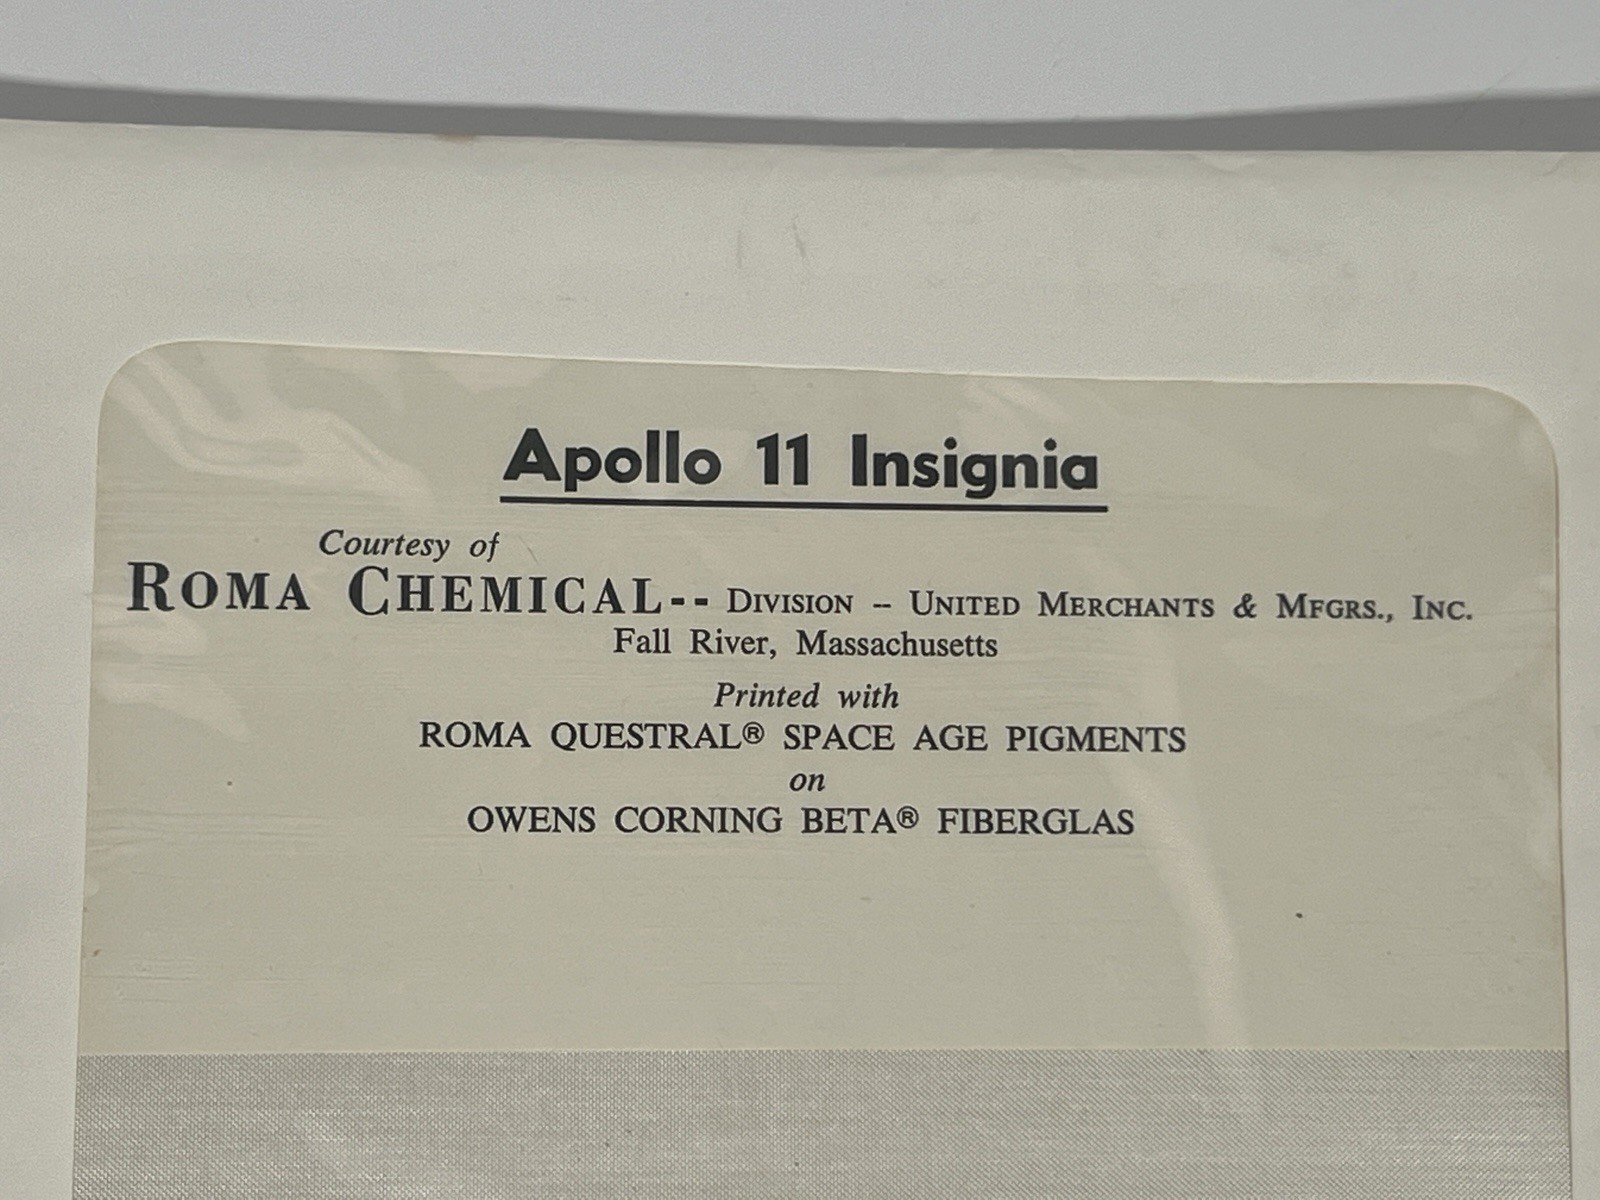 Apollo 11 Insignia
Courtesy of
ROMA CHEMICAL-- DIVISION -- UNITED MERCHANTS & MFGRS., INC.
Fall River, Massachusetts
Printed with
ROMA QUESTRAL® SPACE AGE PIGMENTS
on
OWENS CORNING BETA® FIBERGLAS